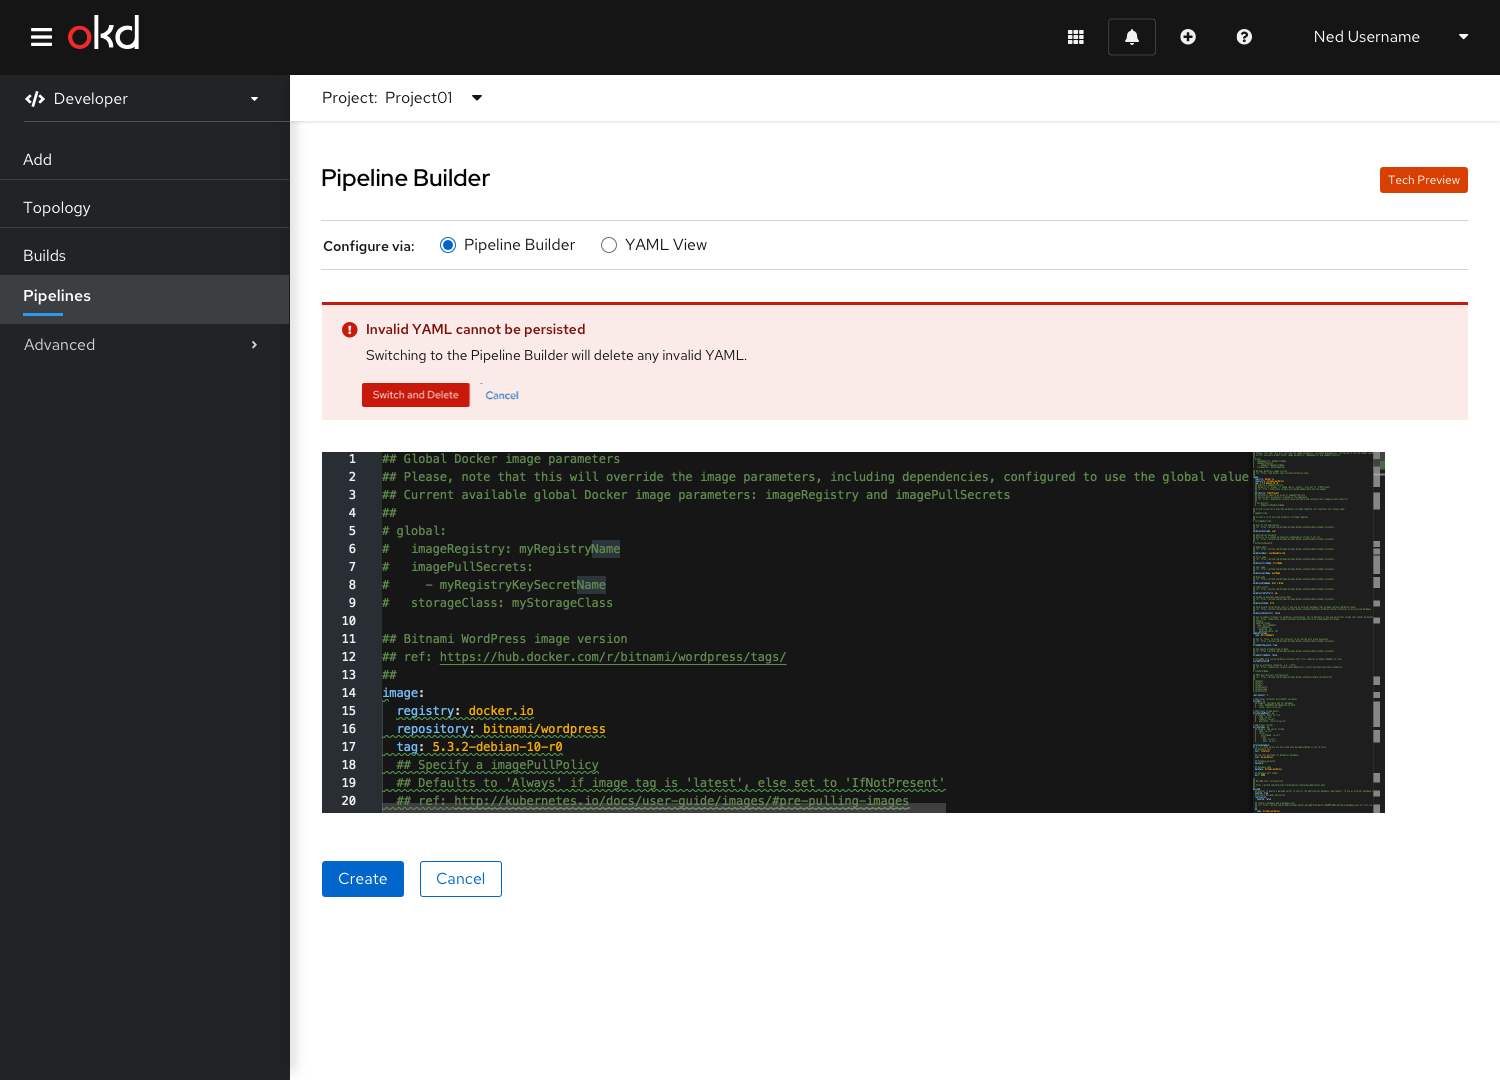 okd
Ned Username
Developer
Project: Project01
Add
Topology
Builds
Pipelines
Advanced
Pipeline Builder
Tech Preview
Configure via: Pipeline Builder YAML View
Invalid YAML cannot be persisted
Switching to the Pipeline Builder will delete any invalid YAML.
Switch and Delete Cancel
1 ## Global Docker image parameters
2 ## Please, note that this will override the image parameters, including dependencies, configured to use the global value
3 ## Current available global Docker image parameters: imageRegistry and imagePullSecrets
4 ##
5 # global:
6 #   imageRegistry: myRegistryName
7 #   imagePullSecrets:
8 #     - myRegistryKeySecretName
9 #   storageClass: myStorageClass
10
11 ## Bitnami WordPress image version
12 ## ref: https://hub.docker.com/r/bitnami/wordpress/tags/
13 ##
14 image:
15   registry: docker.io
16   repository: bitnami/wordpress
17   tag: 5.3.2-debian-10-r0
18   ## Specify a imagePullPolicy
19   ## Defaults to 'Always' if image tag is 'latest', else set to 'IfNotPresent'
20   ## ref: http://kubernetes.io/docs/user-guide/images/#pre-pulling-images
Create Cancel